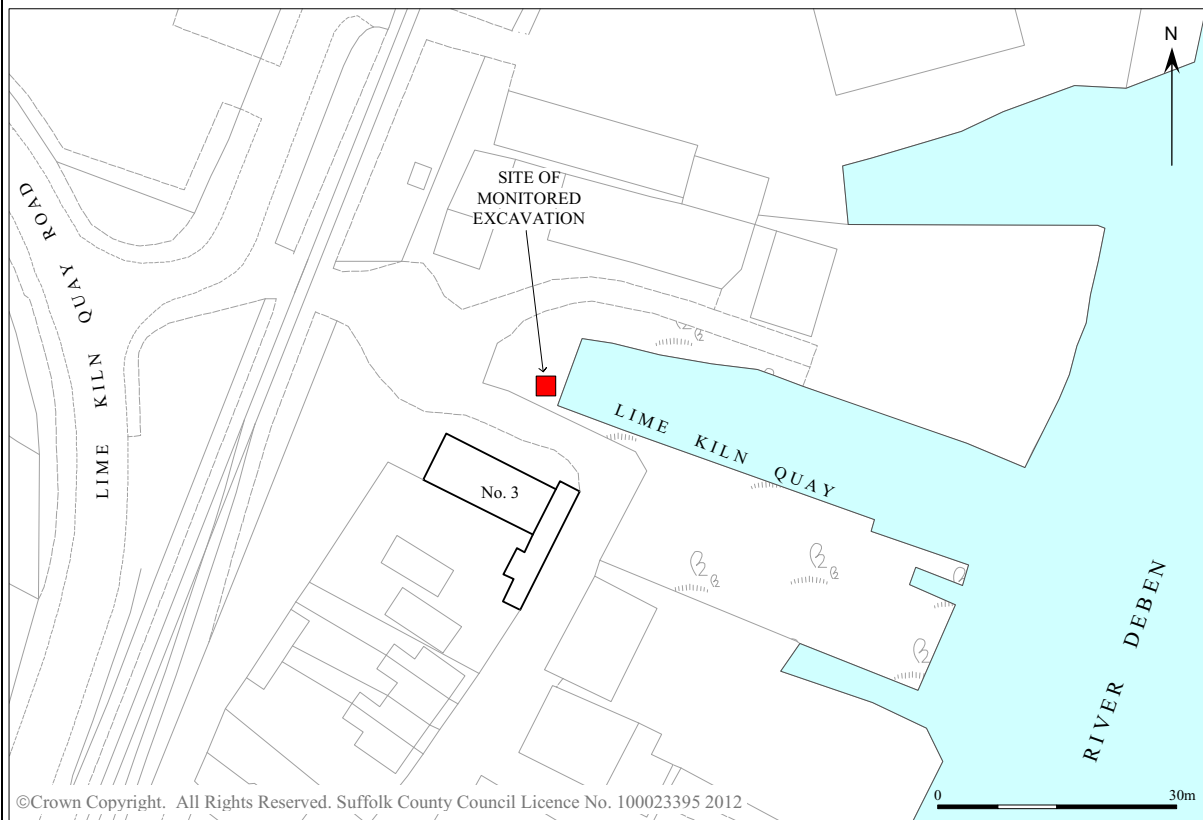 N
SITE OF
MONITORED
EXCAVATION
LIME KILN QUAY ROAD
LIME KILN QUAY
No. 3
RIVER DEBEN
©Crown Copyright. All Rights Reserved. Suffolk County Council Licence No. 100023395 2012
0 30m